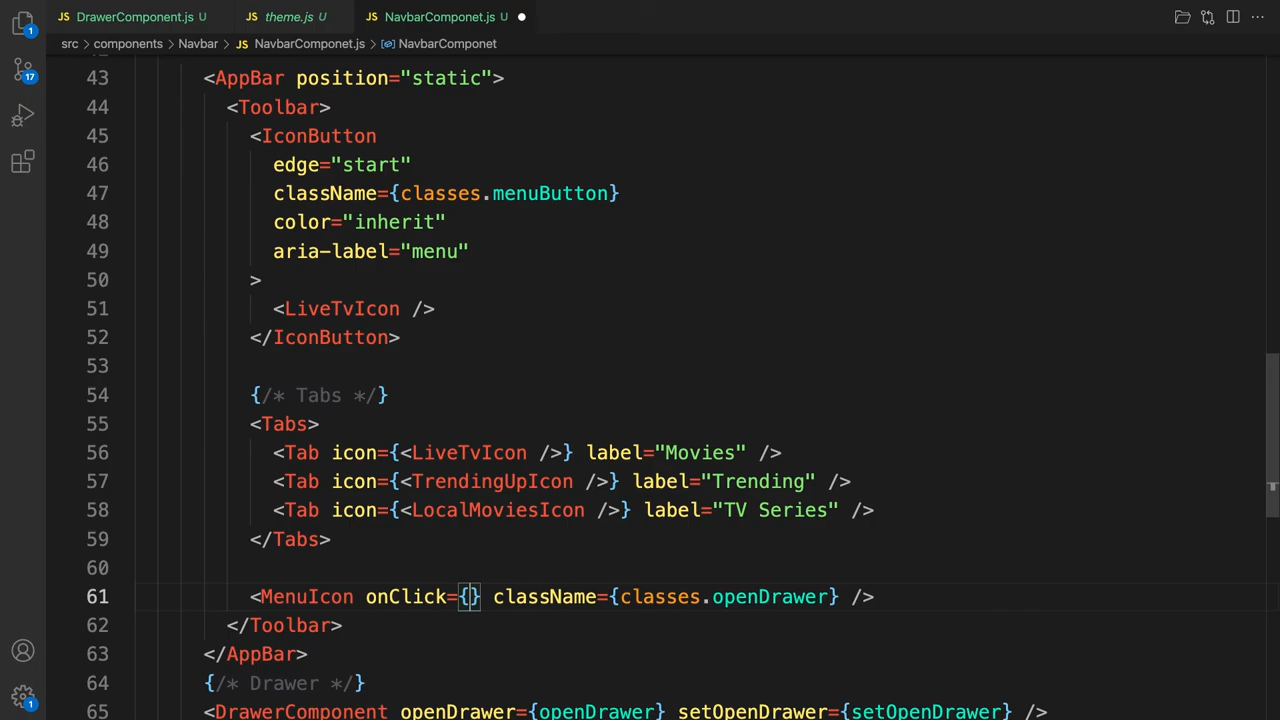 JS DrawerComponent.js U JS theme.js U JS NavbarComponet.js U
src > components > Navbar > JS NavbarComponet.js > NavbarComponet
43 <AppBar position="static">
44 <Toolbar>
45 <IconButton
46 edge="start"
47 className={classes.menuButton}
48 color="inherit"
49 aria-label="menu"
50 >
51 <LiveTvIcon />
52 </IconButton>
53
54 {/* Tabs */}
55 <Tabs>
56 <Tab icon={<LiveTvIcon />} label="Movies" />
57 <Tab icon={<TrendingUpIcon />} label="Trending" />
58 <Tab icon={<LocalMoviesIcon />} label="TV Series" />
59 </Tabs>
60
61 <MenuIcon onClick={} className={classes.openDrawer} />
62 </Toolbar>
63 </AppBar>
64 {/* Drawer */}
65 <DrawerComponent openDrawer={openDrawer} setOpenDrawer={setOpenDrawer} />
1
17
1